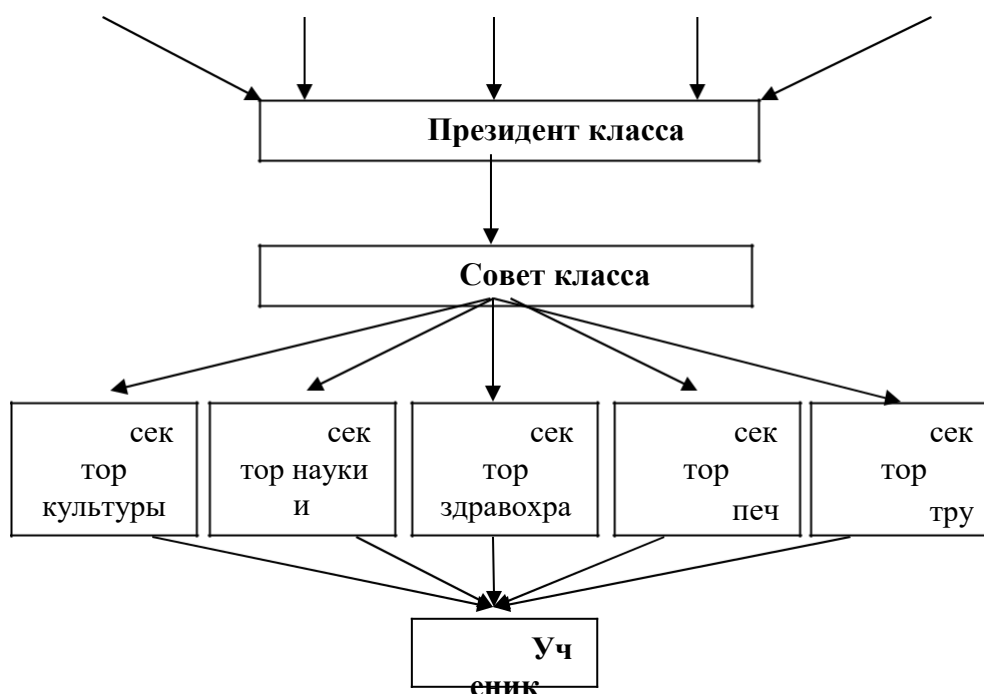 Президент класса
Совет класса
сек
тор
культуры
сек
тор науки
и
сек
тор
здравохра
сек
тор
печ
сек
тор
тру
Уч
еник